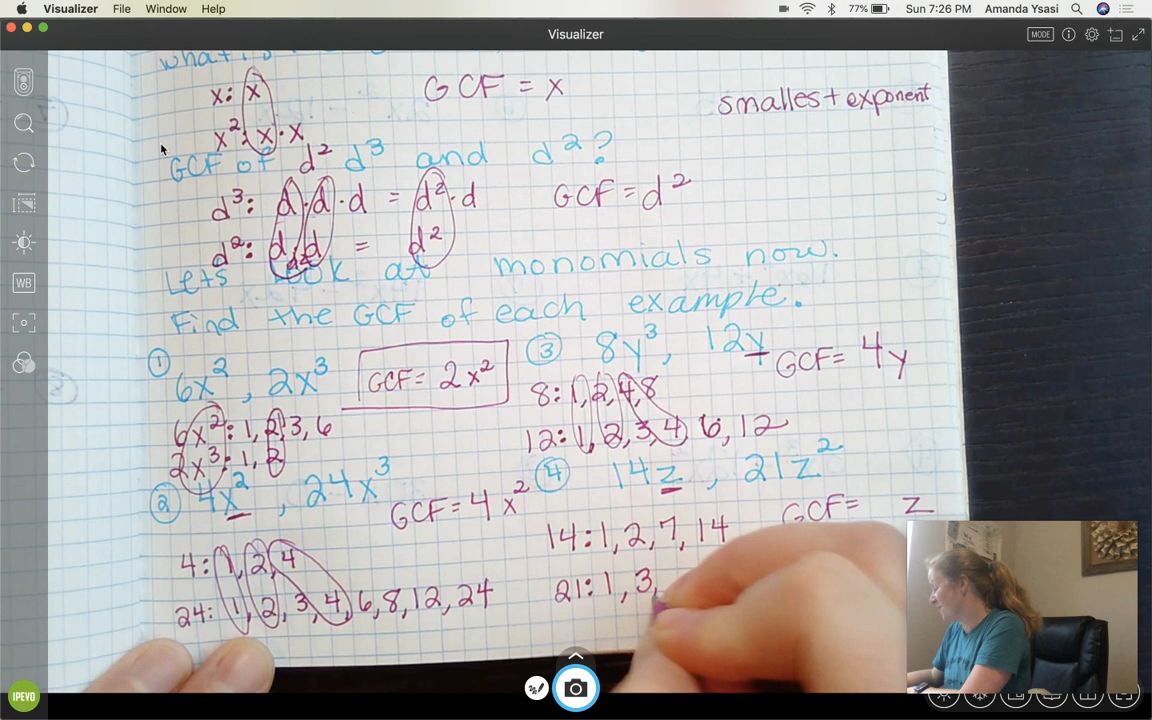 Visualizer File Window Help
77% Sun 7:26 PM Amanda Ysasi
Visualizer
MODE
WB
IPEVO
what is
x: x
GCF = x
smallest exponent
x²: x · x
GCF of d² d³ and d²?
d³: d · d · d = d² · d
GCF = d²
d²: d · d = d²
Lets look at monomials now.
Find the GCF of each example.
① 6x², 2x³
GCF = 2x²
6x²: 1, 2, 3, 6
2x³: 1, 2
② 4x², 24x³
GCF = 4x²
4: 1, 2, 4
24: 1, 2, 3, 4, 6, 8, 12, 24
③ 8y³, 12y
GCF = 4y
8: 1, 2, 4, 8
12: 1, 2, 3, 4, 6, 12
④ 14z, 21z²
GCF = z
14: 1, 2, 7, 14
21: 1, 3,